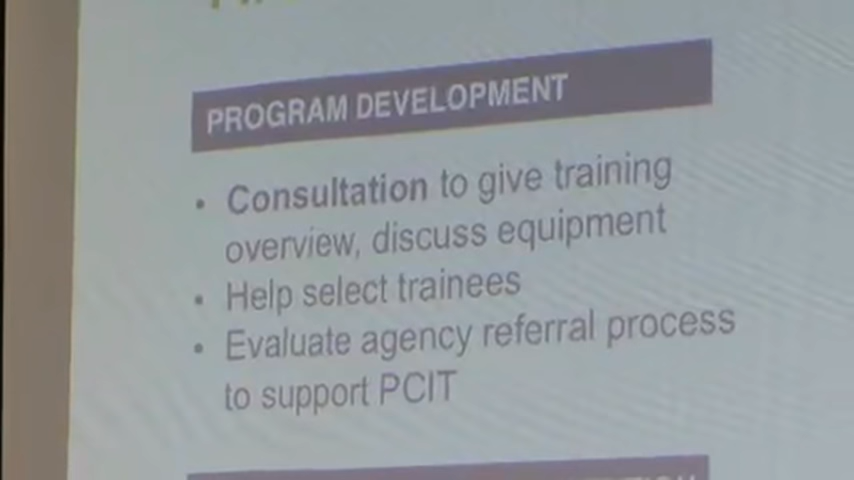 PROGRAM DEVELOPMENT
• Consultation to give training
overview, discuss equipment
• Help select trainees
• Evaluate agency referral process
to support PCIT